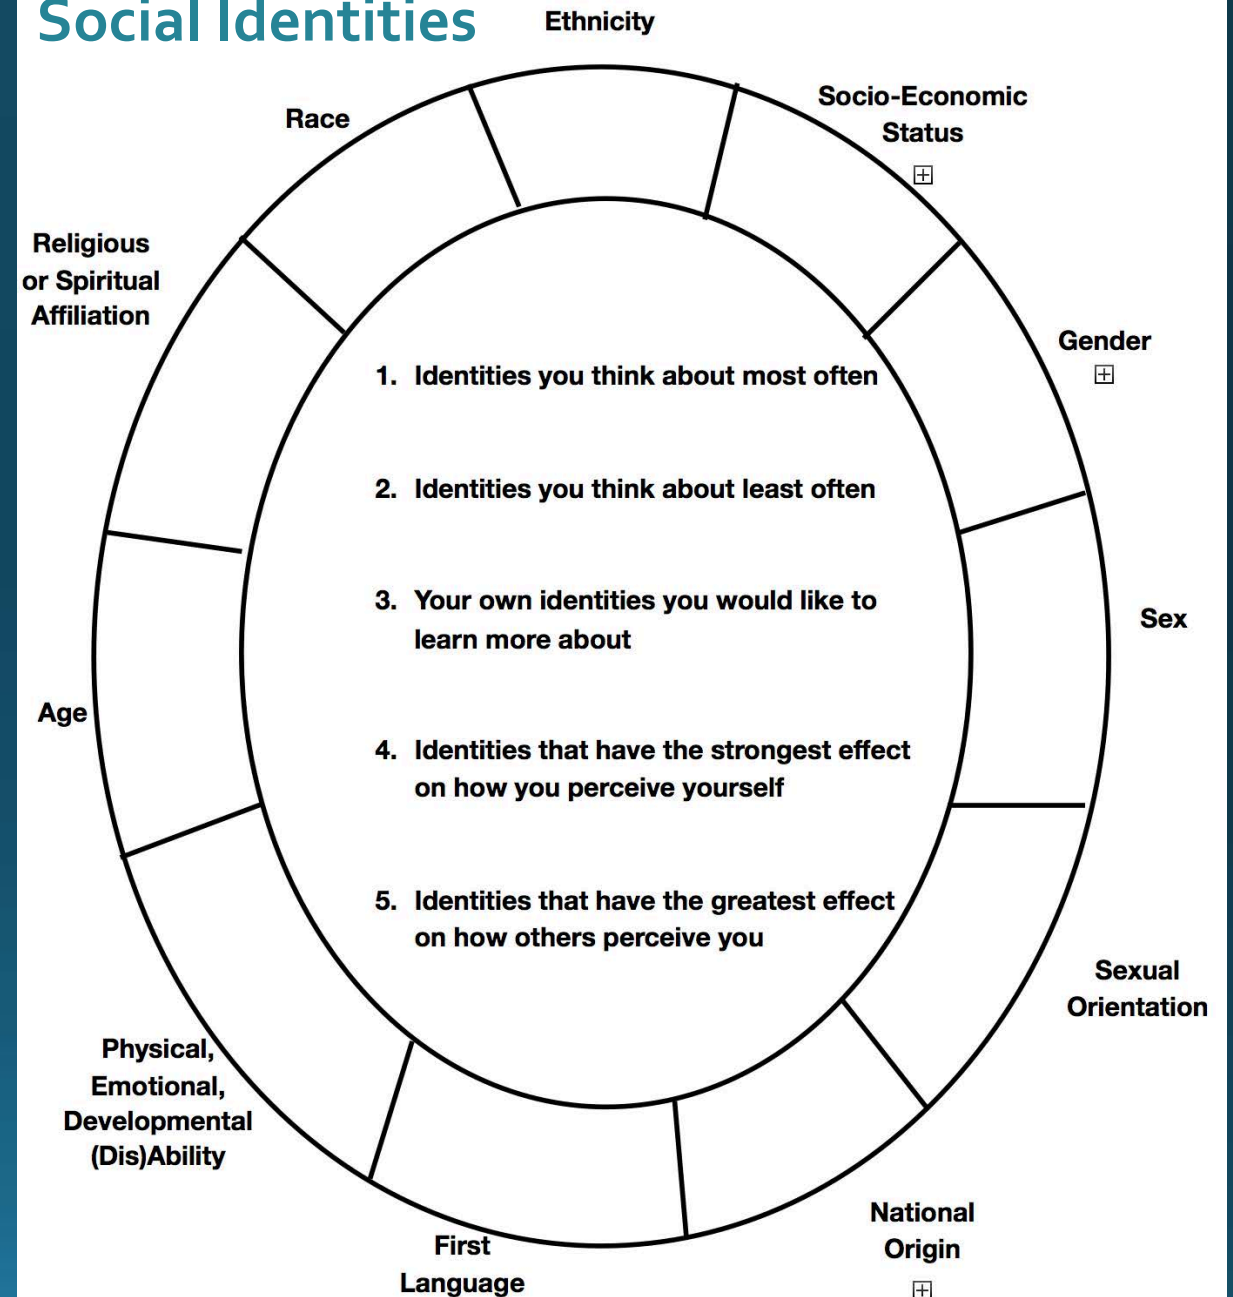 Social Identities
Ethnicity
Socio-Economic
Status
Race
Religious
or Spiritual
Affiliation
Gender
1. Identities you think about most often
2. Identities you think about least often
3. Your own identities you would like to
learn more about
Sex
Age
4. Identities that have the strongest effect
on how you perceive yourself
5. Identities that have the greatest effect
on how others perceive you
Sexual
Orientation
Physical,
Emotional,
Developmental
(Dis)Ability
National
Origin
First
Language